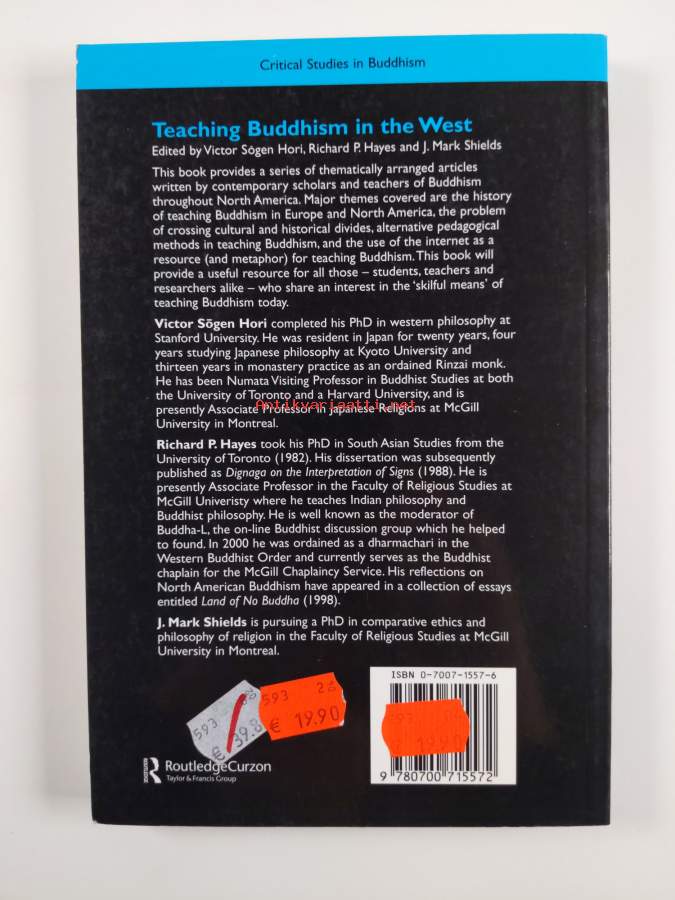 Critical Studies in Buddhism
Teaching Buddhism in the West
Edited by Victor Sōgen Hori, Richard P. Hayes and J. Mark Shields
This book provides a series of thematically arranged articles
written by contemporary scholars and teachers of Buddhism
throughout North America. Major themes covered are the history
of teaching Buddhism in Europe and North America, the problem
of crossing cultural and historical divides, alternative pedagogical
methods in teaching Buddhism, and the use of the internet as a
resource (and metaphor) for teaching Buddhism. This book will
provide a useful resource for all those – students, teachers and
researchers alike – who share an interest in the ‘skilful means’ of
teaching Buddhism today.
Victor Sōgen Hori completed his PhD in western philosophy at
Stanford University. He was resident in Japan for twenty years, four
years studying Japanese philosophy at Kyoto University and
thirteen years in monastery practice as an ordained Rinzai monk.
He has been Numata Visiting Professor in Buddhist Studies at both
the University of Toronto and a Harvard University, and is
presently Associate Professor in Japanese Religions at McGill
Antikvariaatti.net
University in Montreal.
Richard P. Hayes took his PhD in South Asian Studies from the
University of Toronto (1982). His dissertation was subsequently
published as Dignaga on the Interpretation of Signs (1988). He is
presently Associate Professor in the Faculty of Religious Studies at
McGill Univeristy where he teaches Indian philosophy and
Buddhist philosophy. He is well known as the moderator of
Buddha-L, the on-line Buddhist discussion group which he helped
to found. In 2000 he was ordained as a dharmachari in the
Western Buddhist Order and currently serves as the Buddhist
chaplain for the McGill Chaplaincy Service. His reflections on
North American Buddhism have appeared in a collection of essays
entitled Land of No Buddha (1998).
J. Mark Shields is pursuing a PhD in comparative ethics and
philosophy of religion in the Faculty of Religious Studies at McGill
University in Montreal.
ISBN 0-7007-1557-6
593
€ 39.8
593 26
€ 19.90
593
19.90
9 780700 715572
RoutledgeCurzon
Taylor & Francis Group